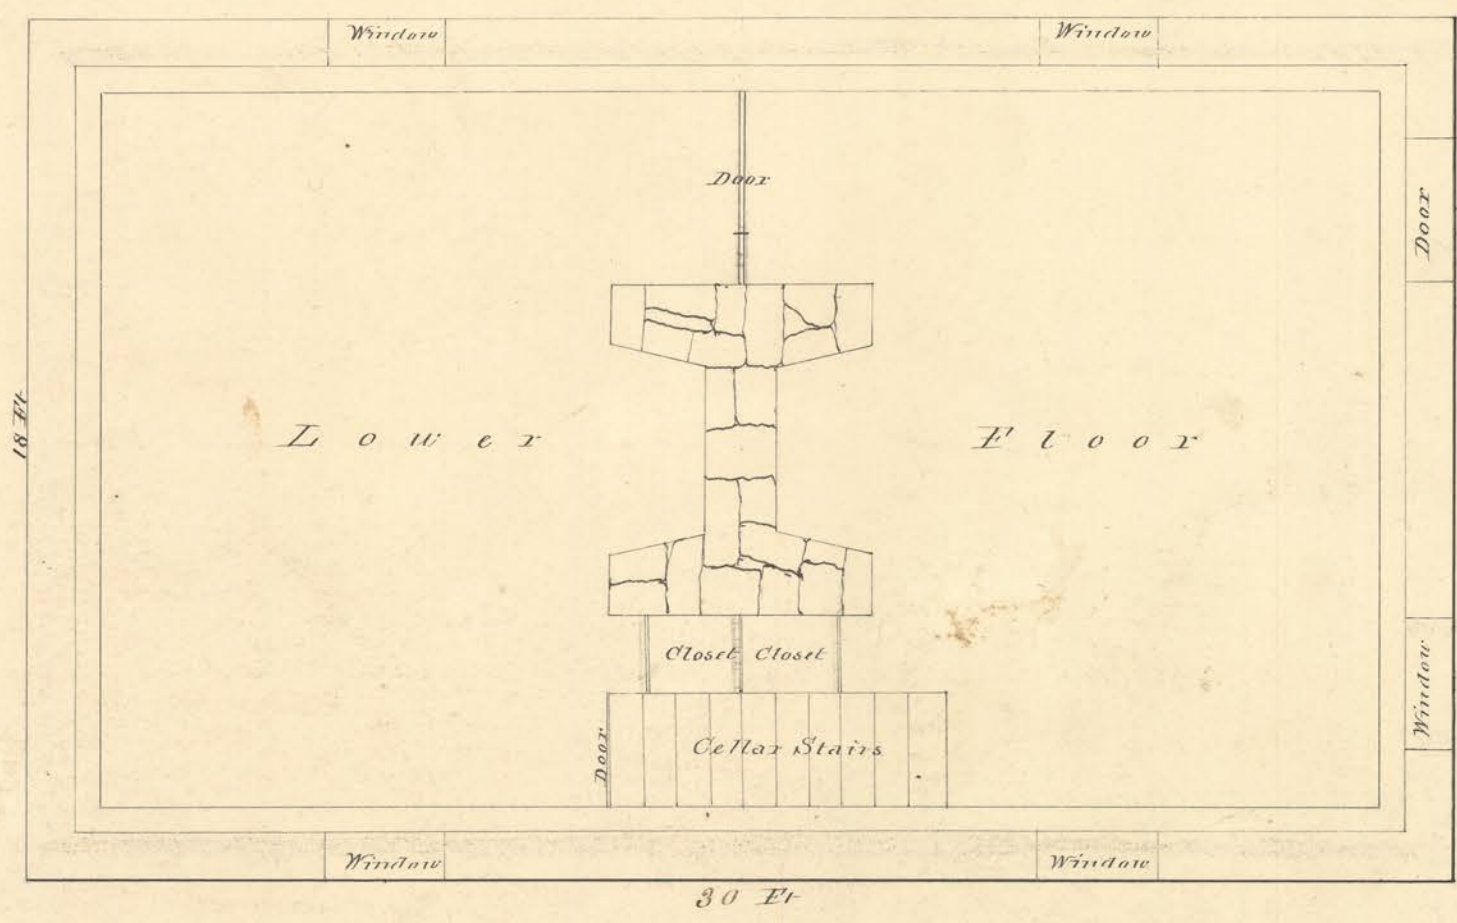 Window
Window
Door
Door
18 Ft
Lower Floor
Closet Closet
Window
Door
Cellar Stairs
Window
Window
30 Ft